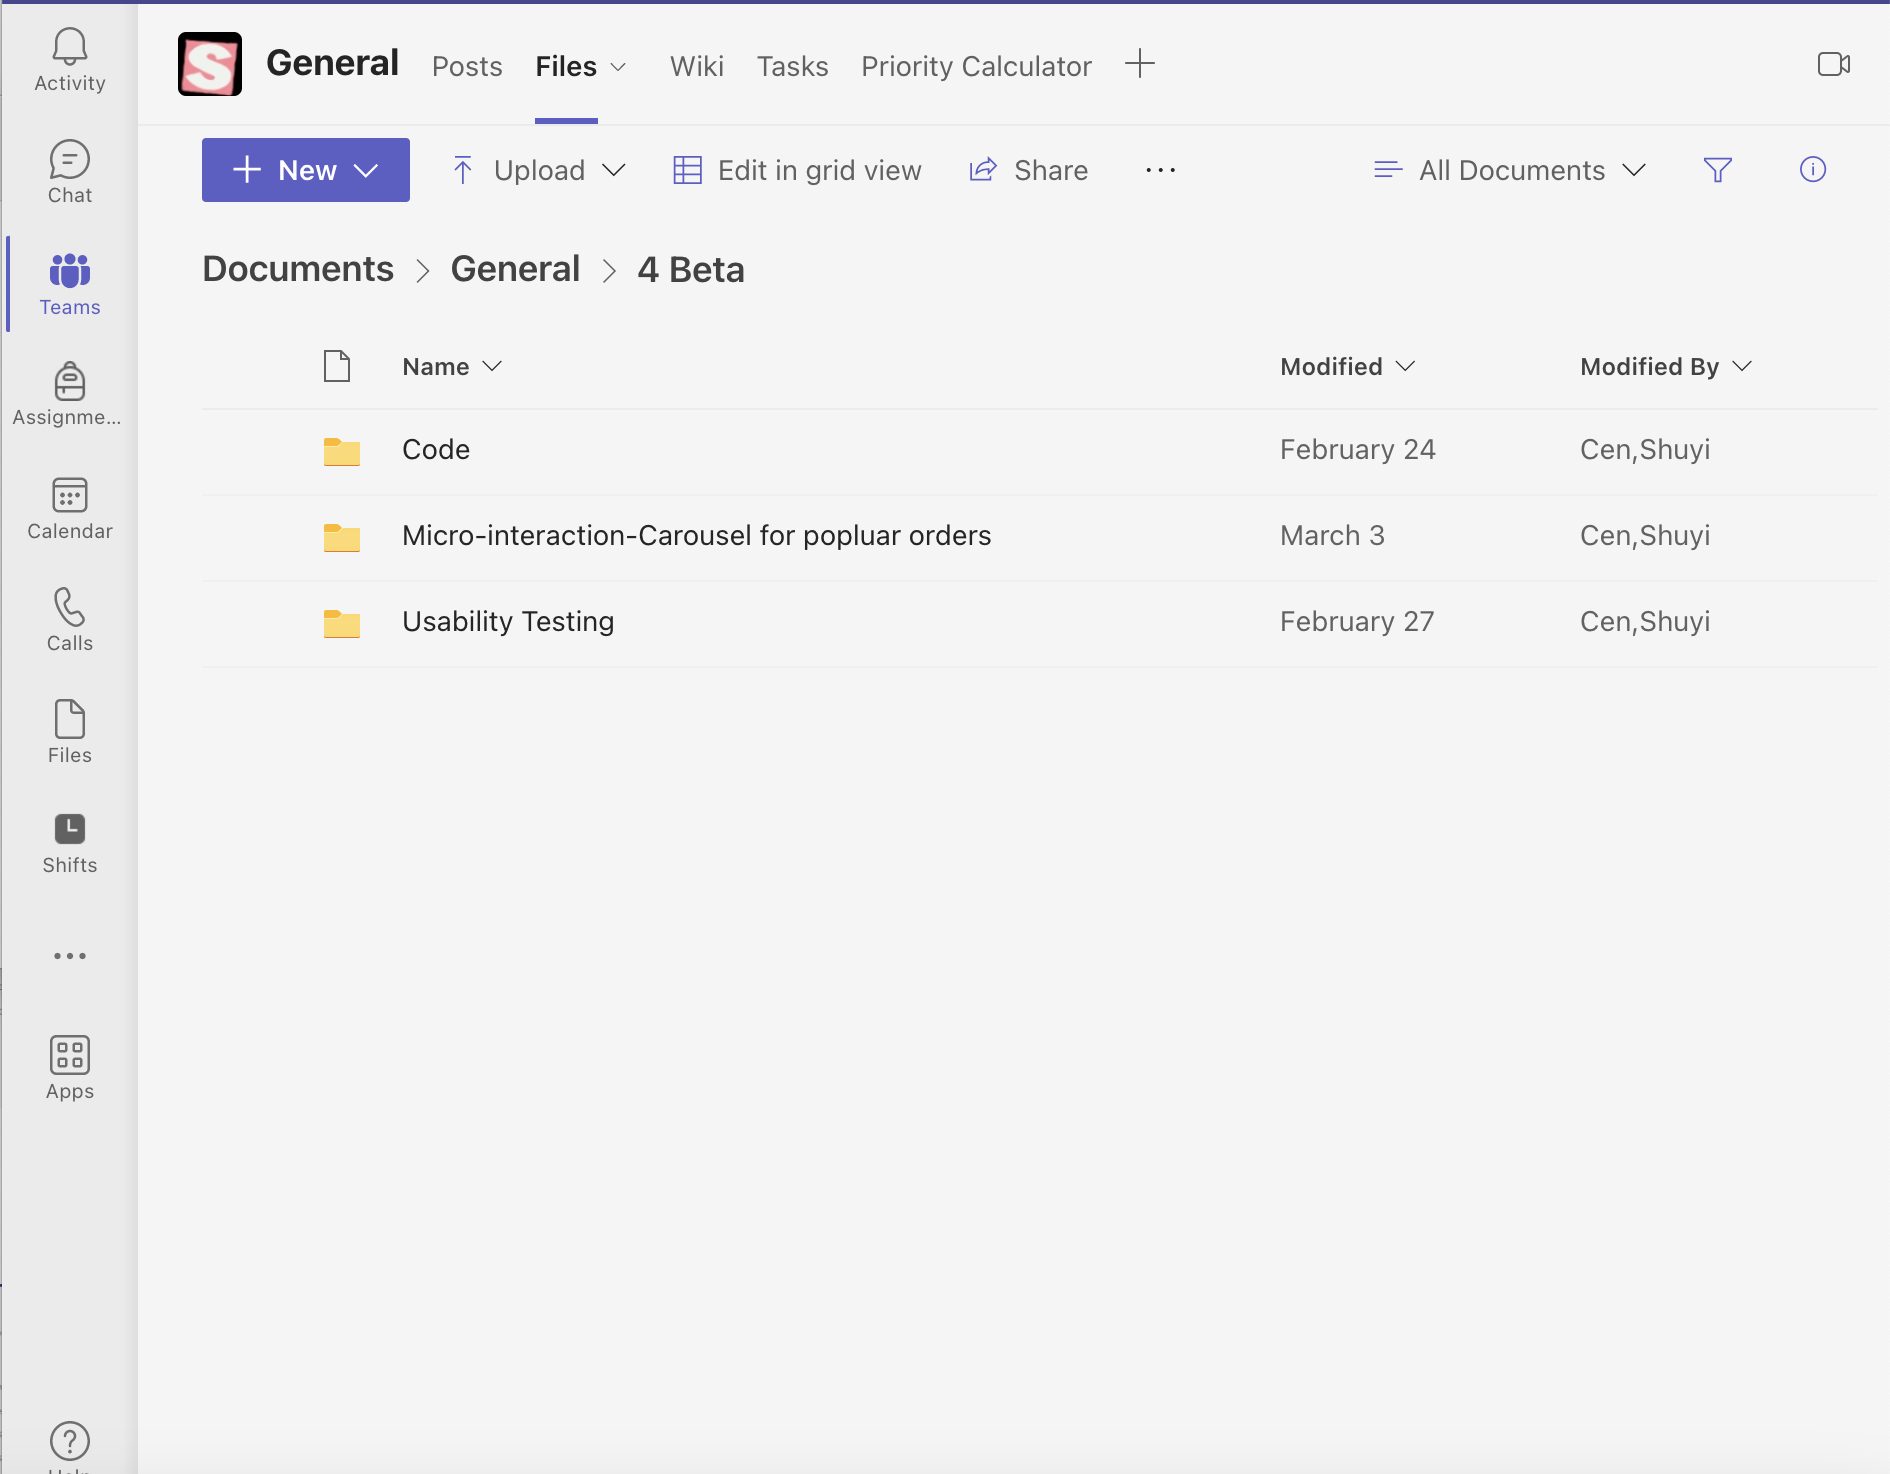 Activity
Chat
Teams
Assignme...
Calendar
Calls
Files
Shifts
Apps
S
General Posts Files Wiki Tasks Priority Calculator
New Upload Edit in grid view Share ... All Documents
Documents > General > 4 Beta
Name Modified Modified By
Code February 24 Cen,Shuyi
Micro-interaction-Carousel for popluar orders March 3 Cen,Shuyi
Usability Testing February 27 Cen,Shuyi